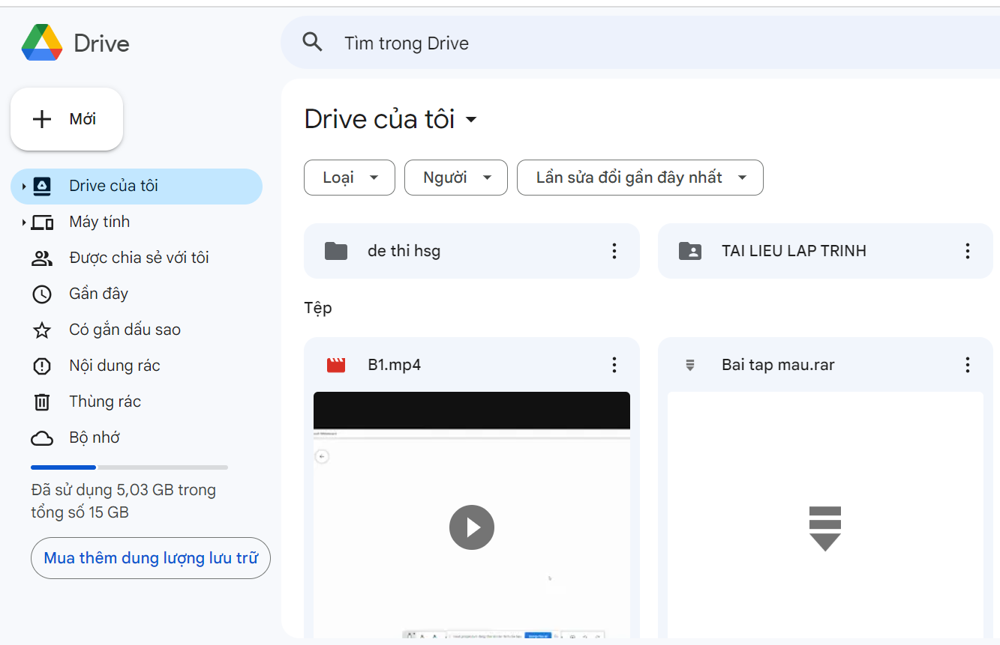 Drive
Tìm trong Drive
Mới
Drive của tôi
Máy tính
Được chia sẻ với tôi
Gần đây
Có gắn dấu sao
Nội dung rác
Thùng rác
Bộ nhớ
Đã sử dụng 5,03 GB trong
tổng số 15 GB
Mua thêm dung lượng lưu trữ
Drive của tôi
Loại
Người
Lần sửa đổi gần đây nhất
de thi hsg
TAI LIEU LAP TRINH
Tệp
B1.mp4
Bai tap mau.rar